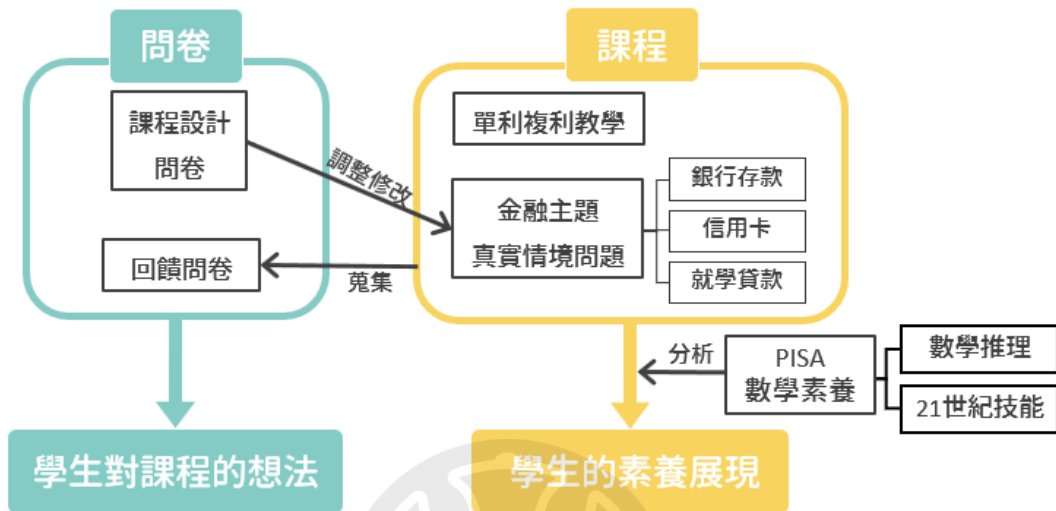 問卷
課程設計
問卷
回饋問卷
調整修改
蒐集
課程
單利複利教學
金融主題
真實情境問題
銀行存款
信用卡
就學貸款
分析
PISA
數學素養
數學推理
21世紀技能
學生對課程的想法
學生的素養展現